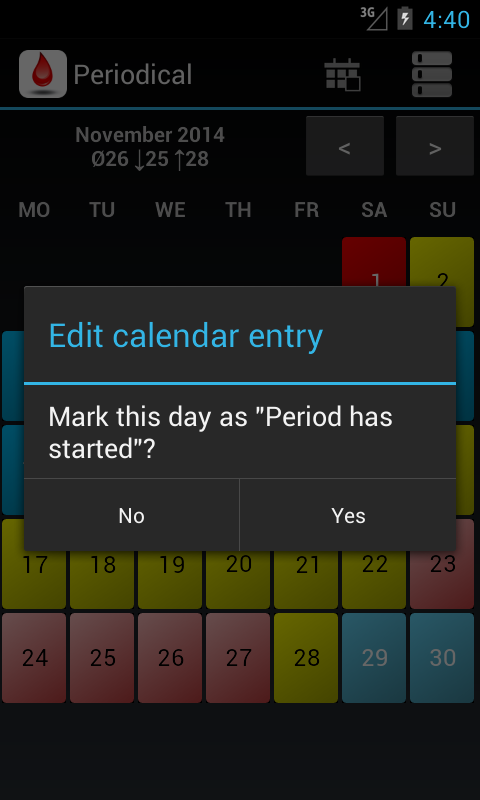 3G 4:40
Periodical
November 2014
Ø26 ↓25 ↑28
< >
MO TU WE TH FR SA SU
1 2
Edit calendar entry
Mark this day as "Period has
started"?
No Yes
17 18 19 20 21 22 23
24 25 26 27 28 29 30